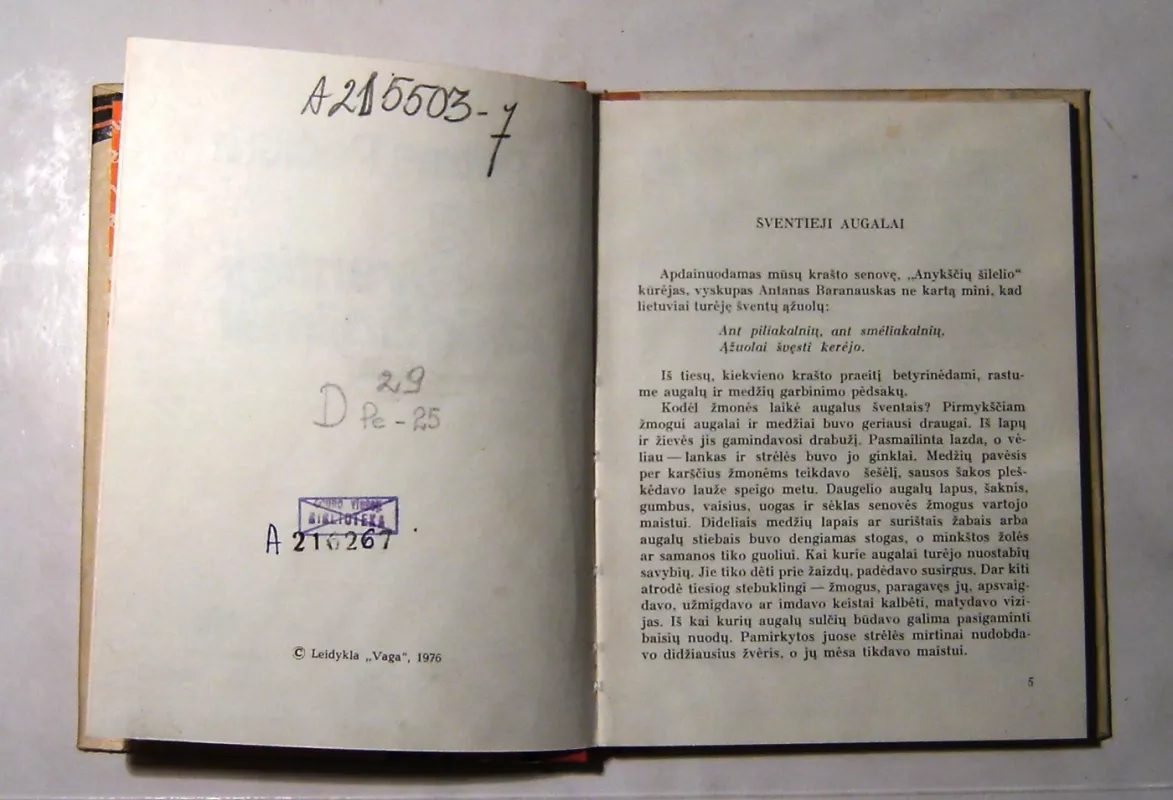 A215503-7
29
D Pe-25
BIBLIOTEKA
A 216267
© Leidykla „Vaga“, 1976
ŠVENTIEJI AUGALAI
Apdainuodamas mūsų krašto senovę, „Anykščių šilelio“
kūrėjas, vyskupas Antanas Baranauskas ne kartą mini, kad
lietuviai turėję šventų ąžuolų:
Ant piliakalnių, ant smėliakalnių,
Ąžuolai švęsti kerėjo.
Iš tiesų, kiekvieno krašto praeitį betyrinėdami, rastu-
me augalų ir medžių garbinimo pėdsakų.
Kodėl žmonės laikė augalus šventais? Pirmykščiam
žmogui augalai ir medžiai buvo geriausi draugai. Iš lapų
ir žievės jis gamindavosi drabužį. Pasmailinta lazda, o vė-
liau — lankas ir strėlės buvo jo ginklai. Medžių pavėsis
per karščius žmonėms teikdavo šešėlį, sausos šakos pleš-
kėdavo lauže speigo metu. Daugelio augalų lapus, šaknis,
gumbus, vaisius, uogas ir sėklas senovės žmogus vartojo
maistui. Dideliais medžių lapais ar surištais žabais arba
augalų stiebais buvo dengiamas stogas, o minkštos žolės
ar samanos tiko guoliui. Kai kurie augalai turėjo nuostabių
savybių. Jie tiko dėti prie žaizdų, padėdavo susirgus. Dar kiti
atrodė tiesiog stebuklingi — žmogus, paragavęs jų, apsvaig-
davo, užmigdavo ar imdavo keistai kalbėti, matydavo vizi-
jas. Iš kai kurių augalų sulčių būdavo galima pasigaminti
baisių nuodų. Pamirkytos juose strėlės mirtinai nudobda-
vo didžiausius žvėris, o jų mėsa tikdavo maistui.
5